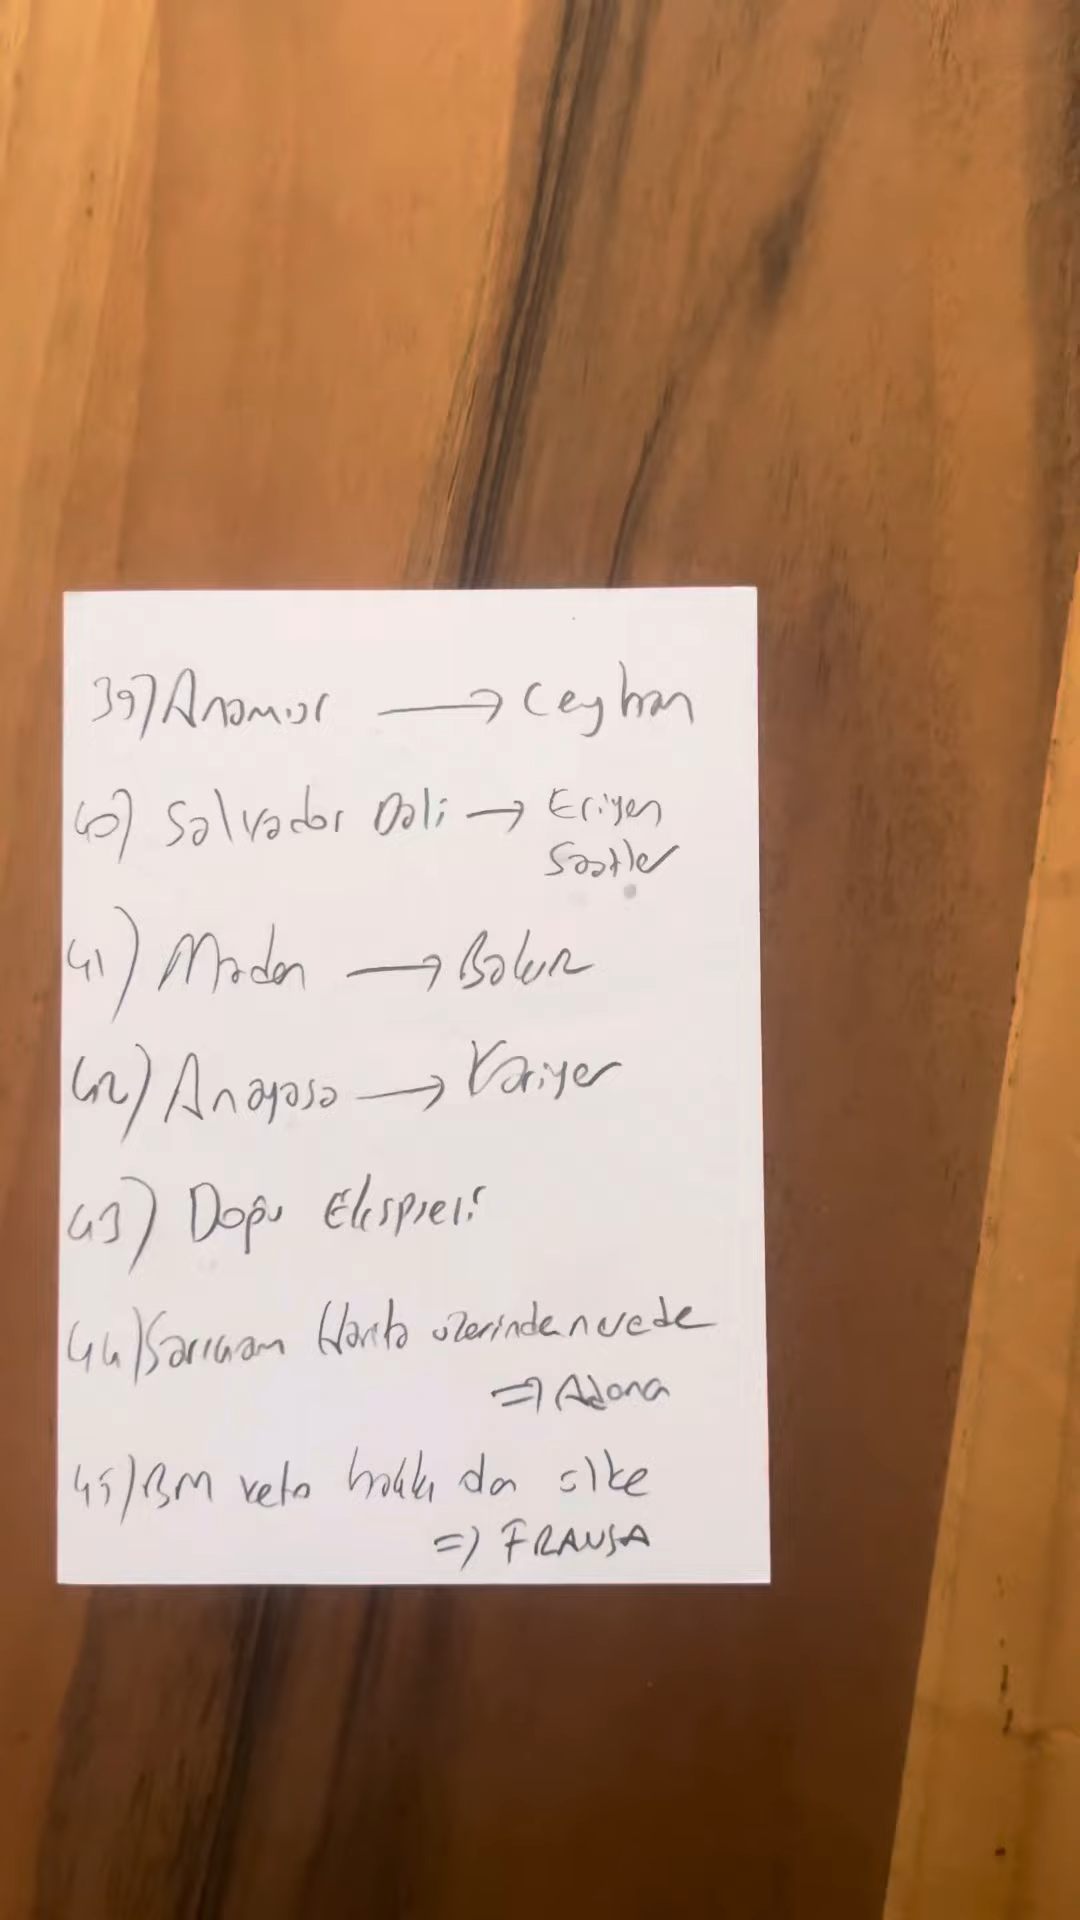 39) Anamur → Ceyhan
40) Salvador Dali → Eriyen
Saatler
41) Maden → Bakır
42) Anayasa → Kariyer
43) Doğu Ekspresi
44) Sarıçam Harita üzerinde nerede
⇒ Adana
45) BM veto hakkı olan ülke
⇒ FRANSA